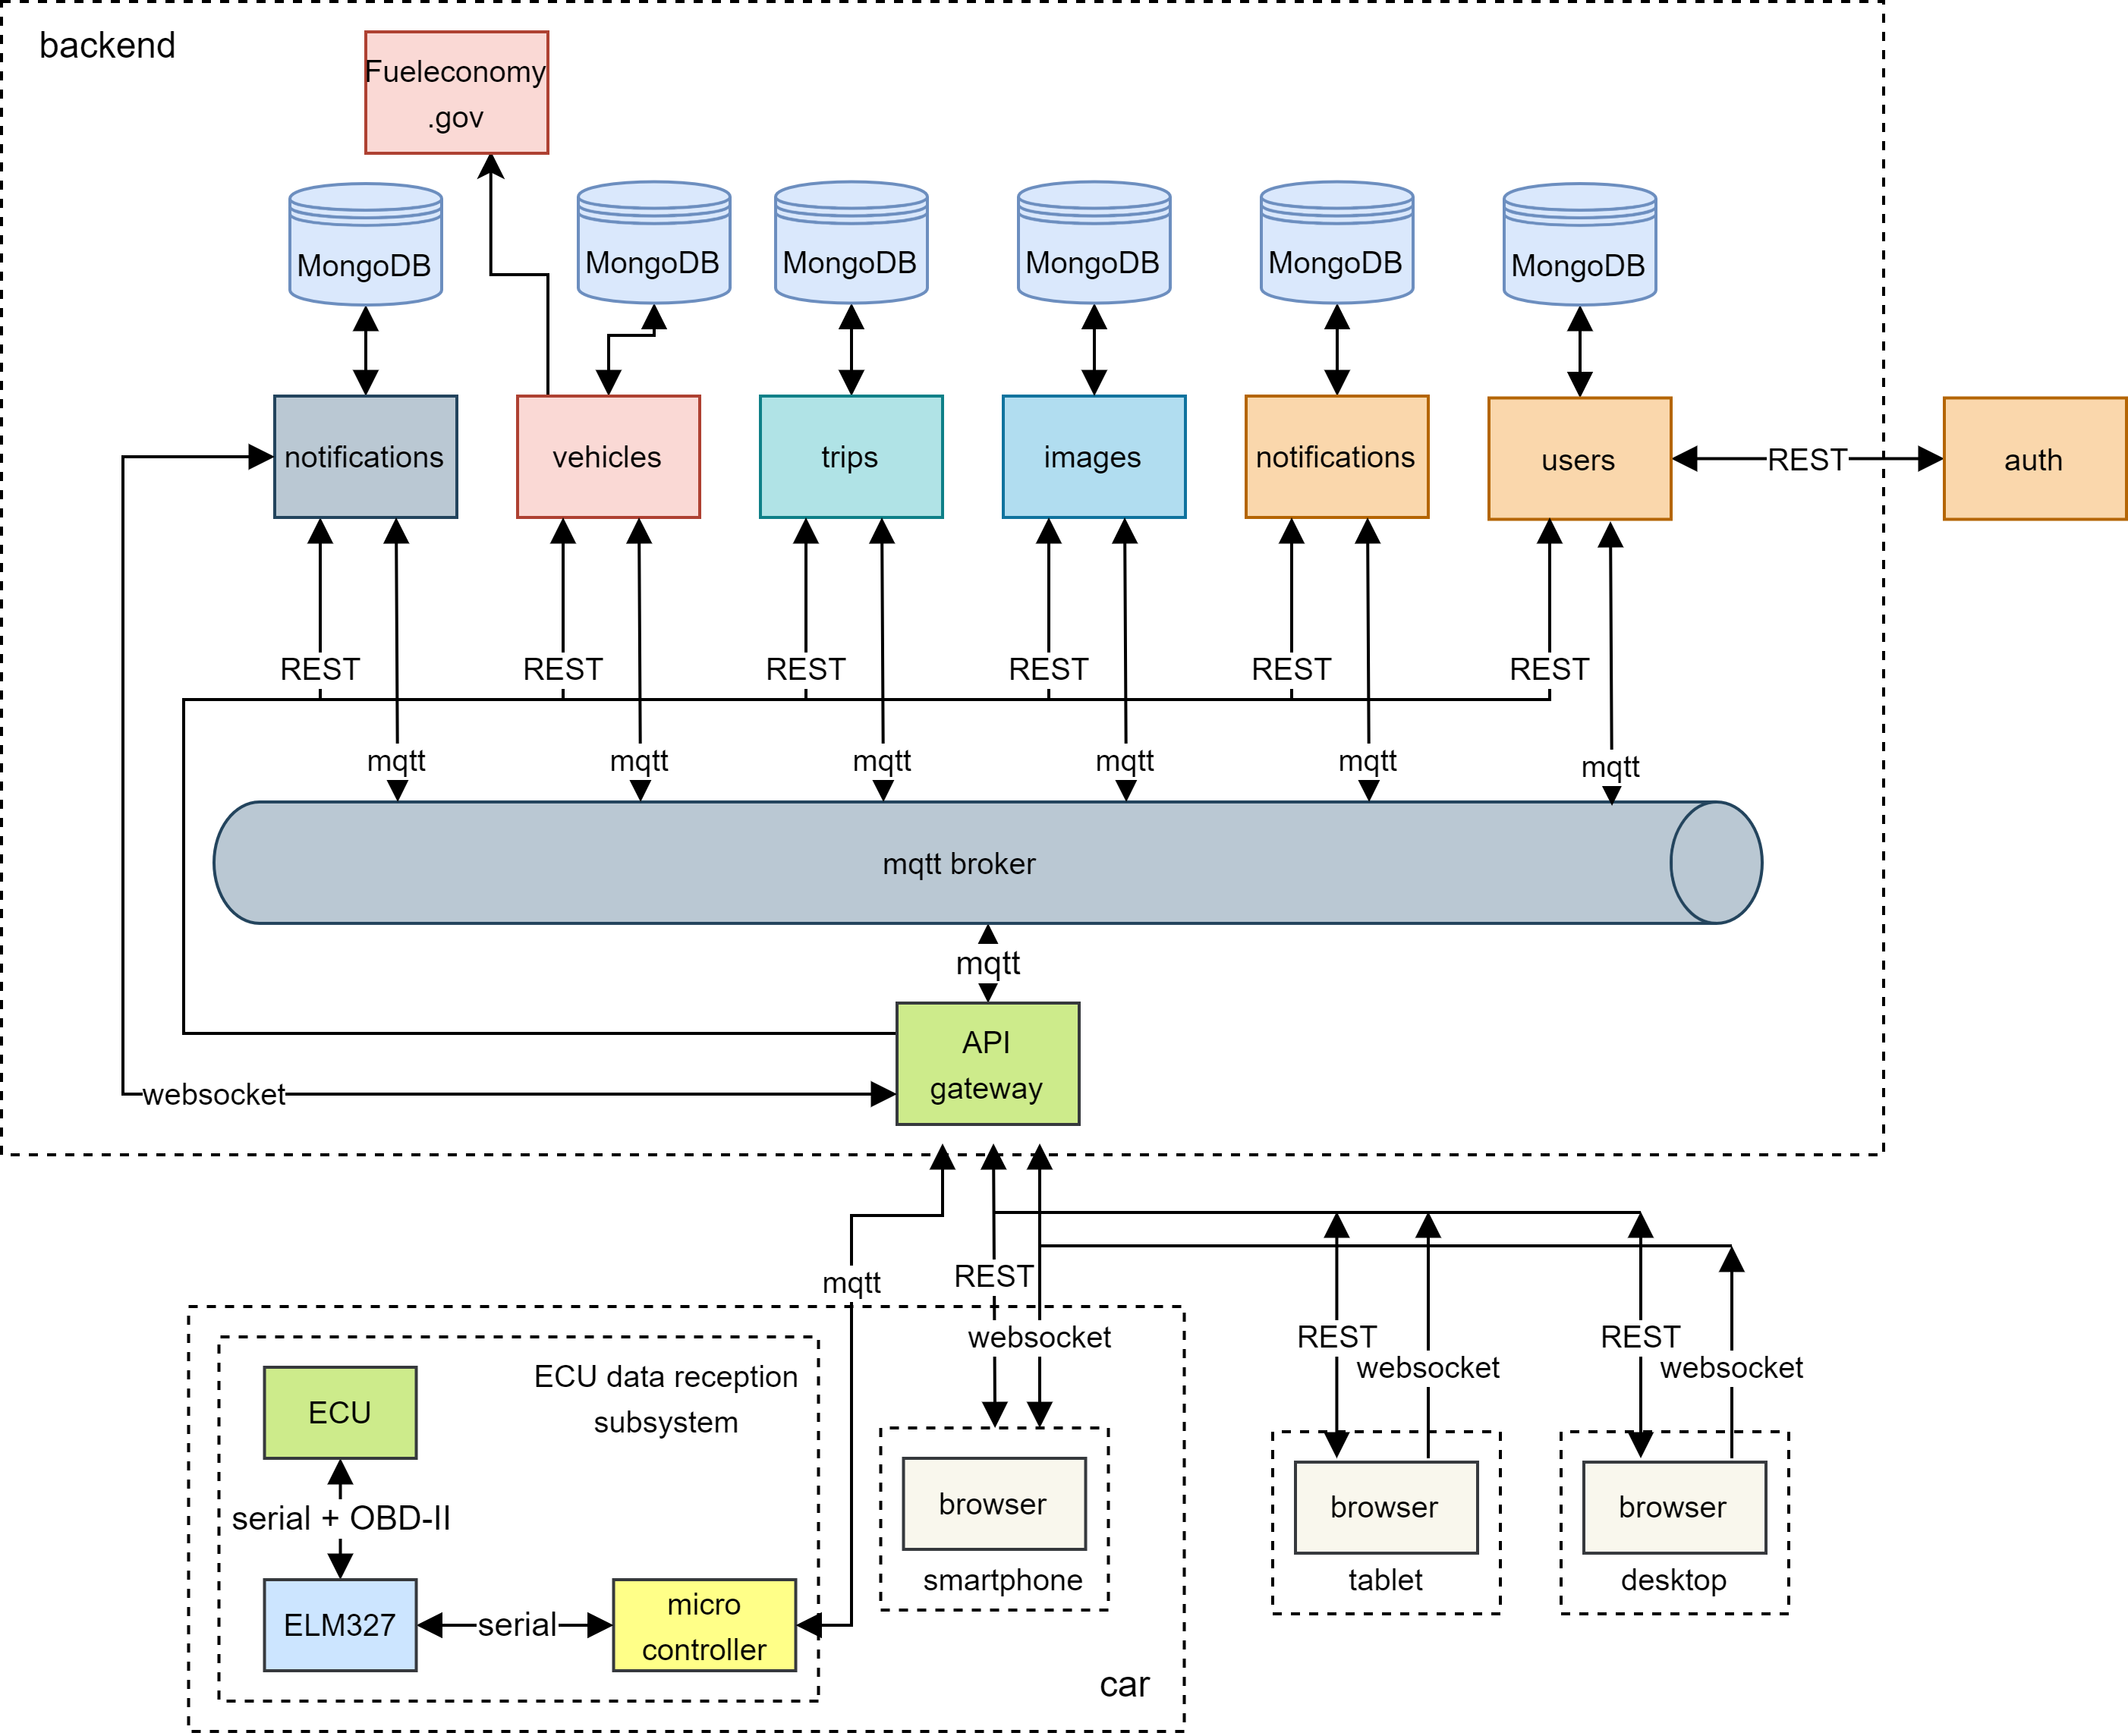 backend
Fueleconomy
.gov
MongoDB
MongoDB
MongoDB
MongoDB
MongoDB
MongoDB
notifications
vehicles
trips
images
notifications
users
REST
auth
REST
REST
REST
REST
REST
REST
mqtt
mqtt
mqtt
mqtt
mqtt
mqtt
mqtt broker
mqtt
API
gateway
websocket
mqtt
REST
websocket
REST
websocket
REST
websocket
ECU data reception
subsystem
ECU
serial + OBD-II
ELM327
serial
micro
controller
browser
smartphone
browser
tablet
browser
desktop
car